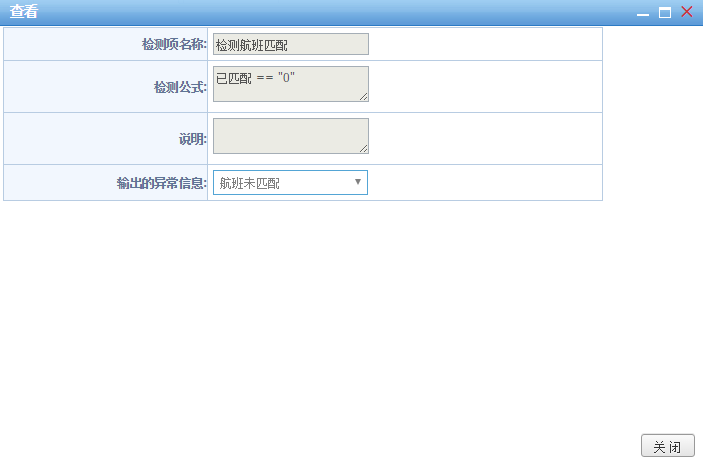 查看
检测项名称: 检测航班匹配
检测公式: 已匹配 == "0"
说明:
输出的异常信息: 航班未匹配
关 闭